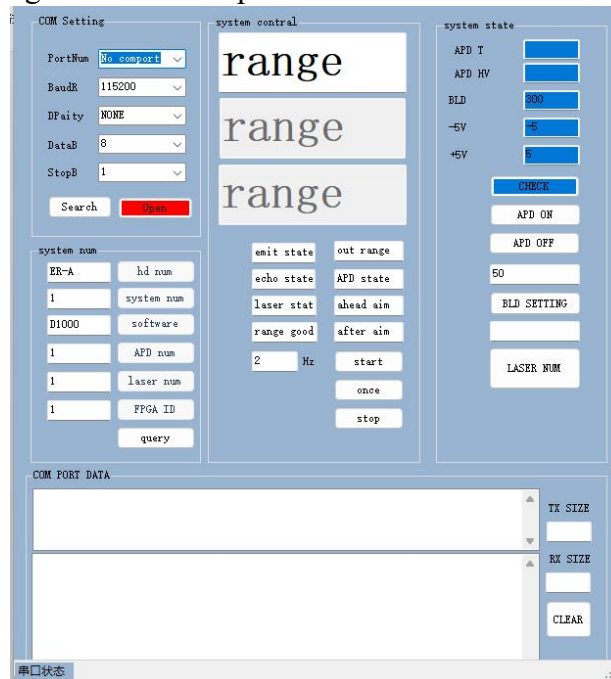 COM Setting
PortNum No comport
BaudR 115200
DPaity NONE
DataB 8
StopB 1
Search Open
system num
ER-A hd num
1 system num
D1000 software
1 APD num
1 laser num
1 FPGA ID
query
system contral
range
range
range
emit state out range
echo state APD state
laser stat ahead aim
range good after aim
2 Hz start
once
stop
system state
APD T
APD HV
BLD 300
-5V -5
+5V 5
CHECK
APD ON
APD OFF
50
BLD SETTING
LASER NUM
COM PORT DATA
TX SIZE
RX SIZE
CLEAR
串口状态